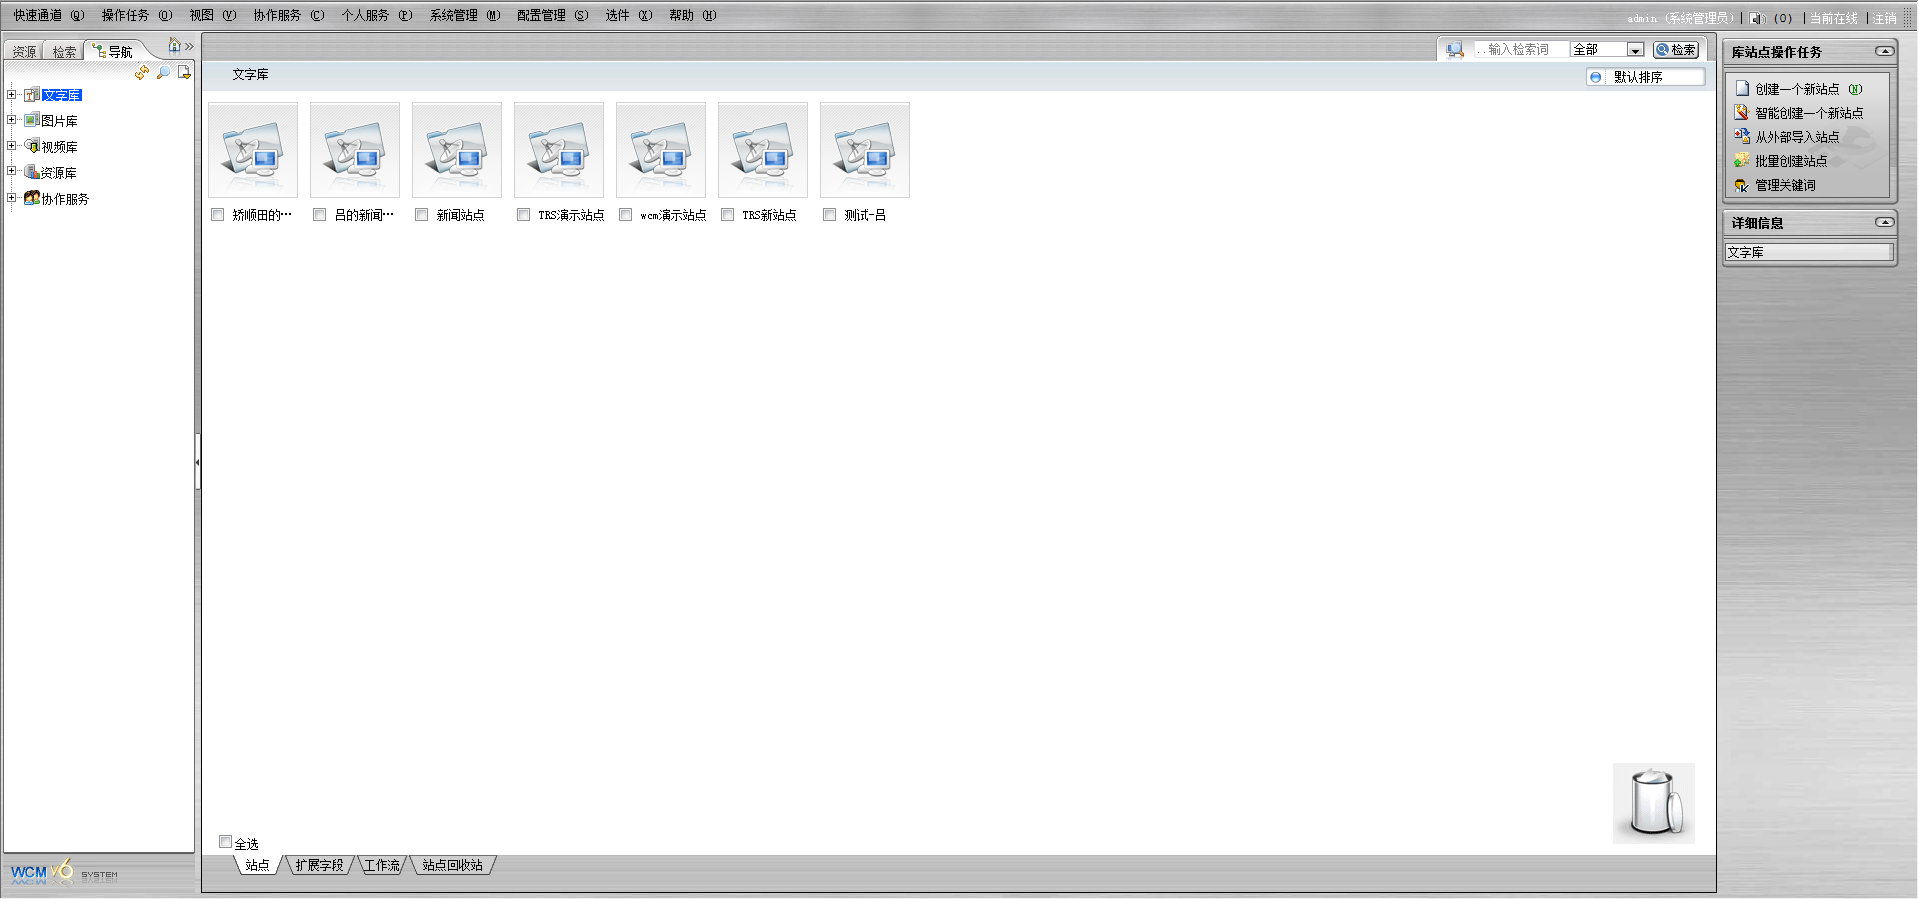 快速通道 (Q) 操作任务 (O) 视图 (V) 协作服务 (C) 个人服务 (P) 系统管理 (M) 配置管理 (S) 选件 (X) 帮助 (H)
admin (系统管理员) | (0) | 当前在线 | 注销
资源 检索 导航
文字库
图片库
视频库
资源库
协作服务
WCM V6 SYSTEM
..输入检索词 全部 检索
文字库
默认排序
矫顺田的…
吕的新闻…
新闻站点
TRS演示站点
wcm演示站点
TRS新站点
测试-吕
全选
站点 扩展字段 工作流 站点回收站
库站点操作任务
创建一个新站点 (N)
智能创建一个新站点
从外部导入站点
批量创建站点
管理关键词
详细信息
文字库